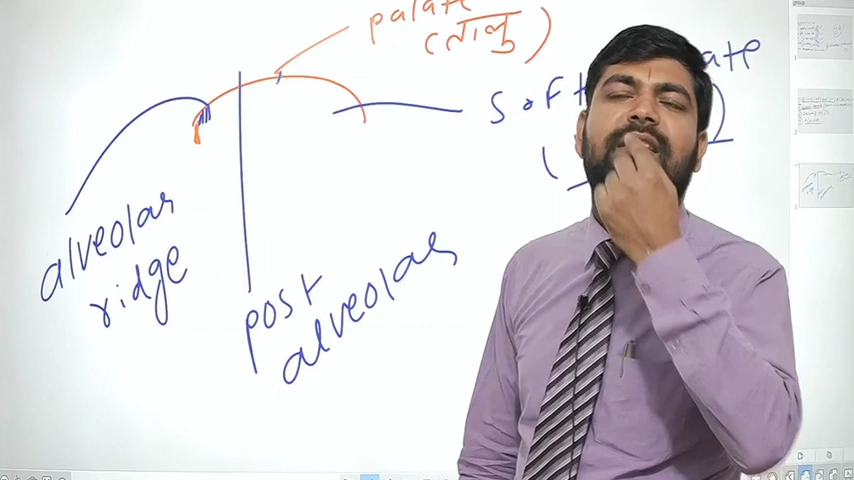 palate
(तालु)
Soft
alveolar
ridge
post
alveolar